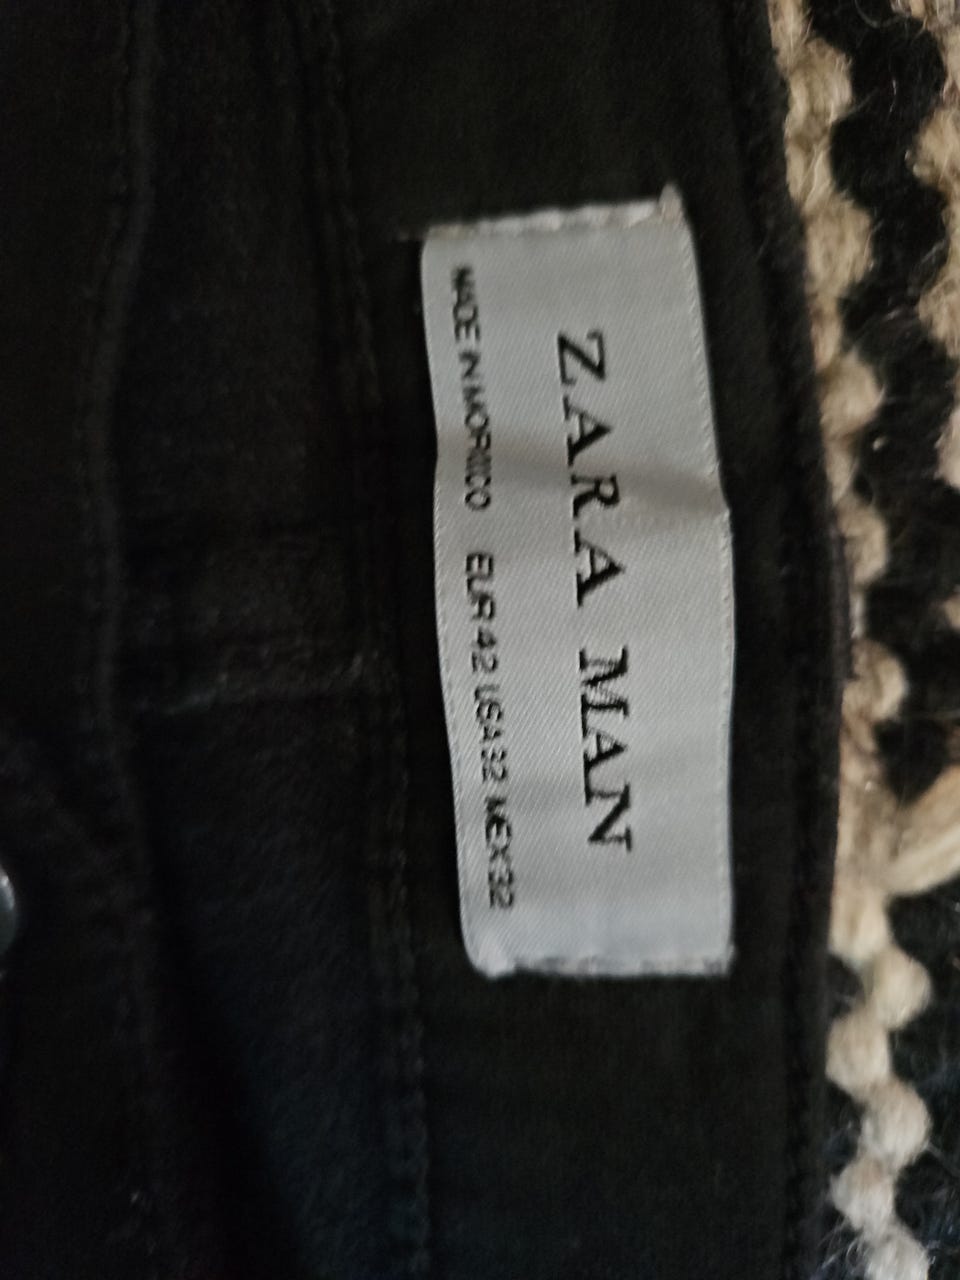 ZARA MAN
MADE IN MOROCCO EUR 42 USA 32 MEX 32